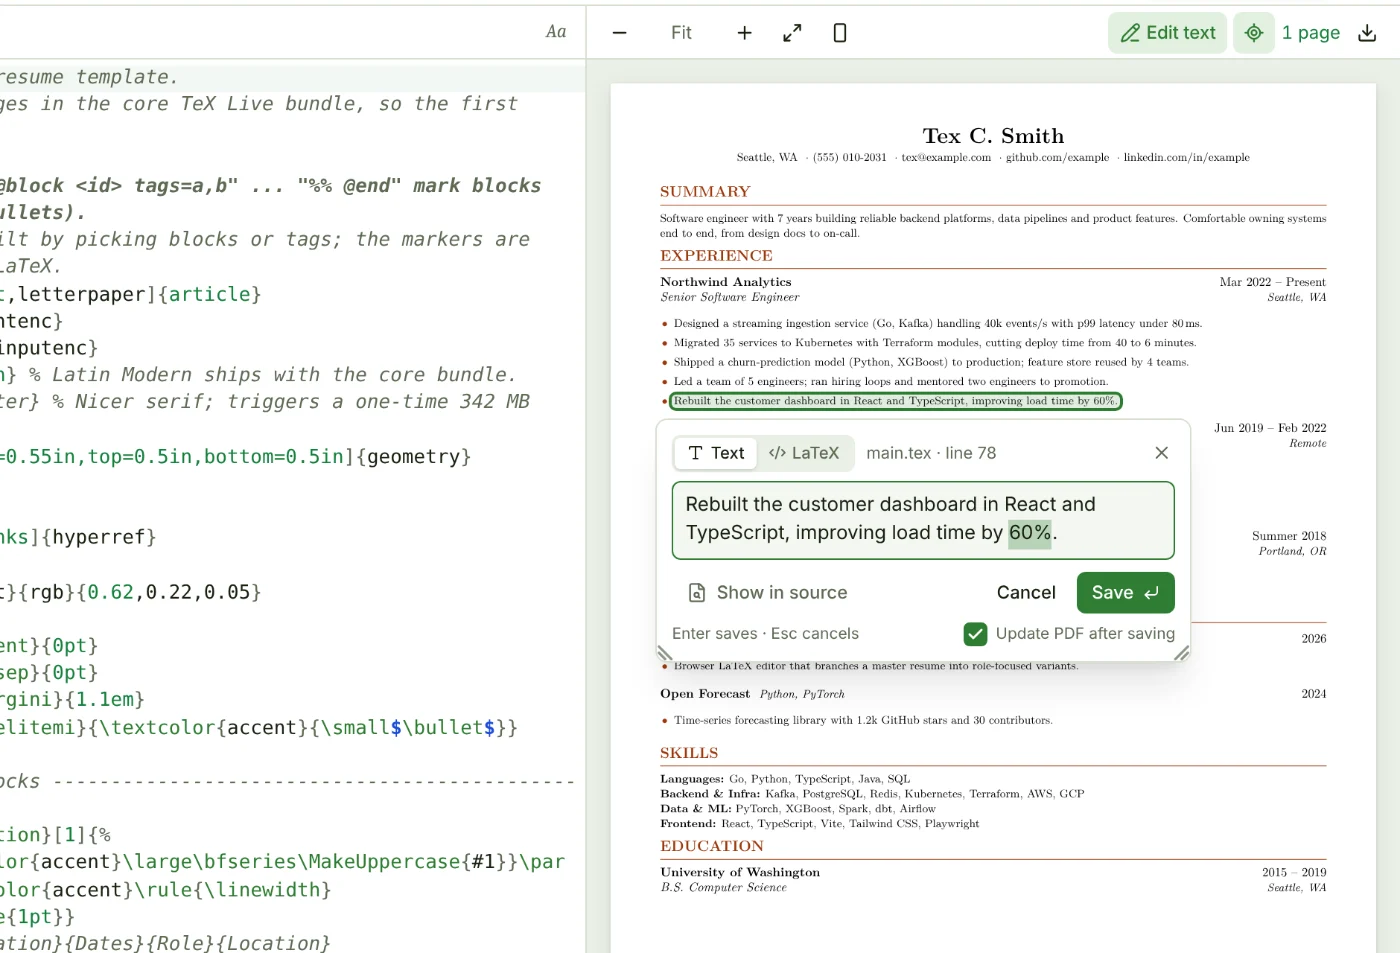 Aa
resume template.
ges in the core TeX Live bundle, so the first
@block <id> tags=a,b" ... "%% @end" mark blocks
ullets).
ilt by picking blocks or tags; the markers are
LaTeX.
t,letterpaper]{article}
ntenc}
inputenc}
n} % Latin Modern ships with the core bundle.
ter} % Nicer serif; triggers a one-time 342 MB
=0.55in,top=0.5in,bottom=0.5in]{geometry}
nks]{hyperref}
t}{rgb}{0.62,0.22,0.05}
ent}{0pt}
sep}{0pt}
rgini}{1.1em}
elitemi}{\textcolor{accent}{\small$\bullet$}}
ocks ---------------------------------------------
tion}[1]{%
lor{accent}\large\bfseries\MakeUppercase{#1}}\par
olor{accent}\rule{\linewidth}
e{1pt}}
ation}{Dates}{Role}{Location}
Fit
Edit text
1 page
Tex C. Smith
Seattle, WA · (555) 010-2031 · tex@example.com · github.com/example · linkedin.com/in/example
SUMMARY
Software engineer with 7 years building reliable backend platforms, data pipelines and product features. Comfortable owning systems
end to end, from design docs to on-call.
EXPERIENCE
Northwind Analytics Mar 2022 – Present
Senior Software Engineer Seattle, WA
• Designed a streaming ingestion service (Go, Kafka) handling 40k events/s with p99 latency under 80 ms.
• Migrated 35 services to Kubernetes with Terraform modules, cutting deploy time from 40 to 6 minutes.
• Shipped a churn-prediction model (Python, XGBoost) to production; feature store reused by 4 teams.
• Led a team of 5 engineers; ran hiring loops and mentored two engineers to promotion.
• Rebuilt the customer dashboard in React and TypeScript, improving load time by 60%.
Jun 2019 – Feb 2022
Remote
Text </> LaTeX main.tex · line 78
Rebuilt the customer dashboard in React and
TypeScript, improving load time by 60%.
Show in source Cancel Save
Enter saves · Esc cancels Update PDF after saving
Summer 2018
Portland, OR
2026
• Browser LaTeX editor that branches a master resume into role-focused variants.
Open Forecast Python, PyTorch 2024
• Time-series forecasting library with 1.2k GitHub stars and 30 contributors.
SKILLS
Languages: Go, Python, TypeScript, Java, SQL
Backend & Infra: Kafka, PostgreSQL, Redis, Kubernetes, Terraform, AWS, GCP
Data & ML: PyTorch, XGBoost, Spark, dbt, Airflow
Frontend: React, TypeScript, Vite, Tailwind CSS, Playwright
EDUCATION
University of Washington 2015 – 2019
B.S. Computer Science Seattle, WA